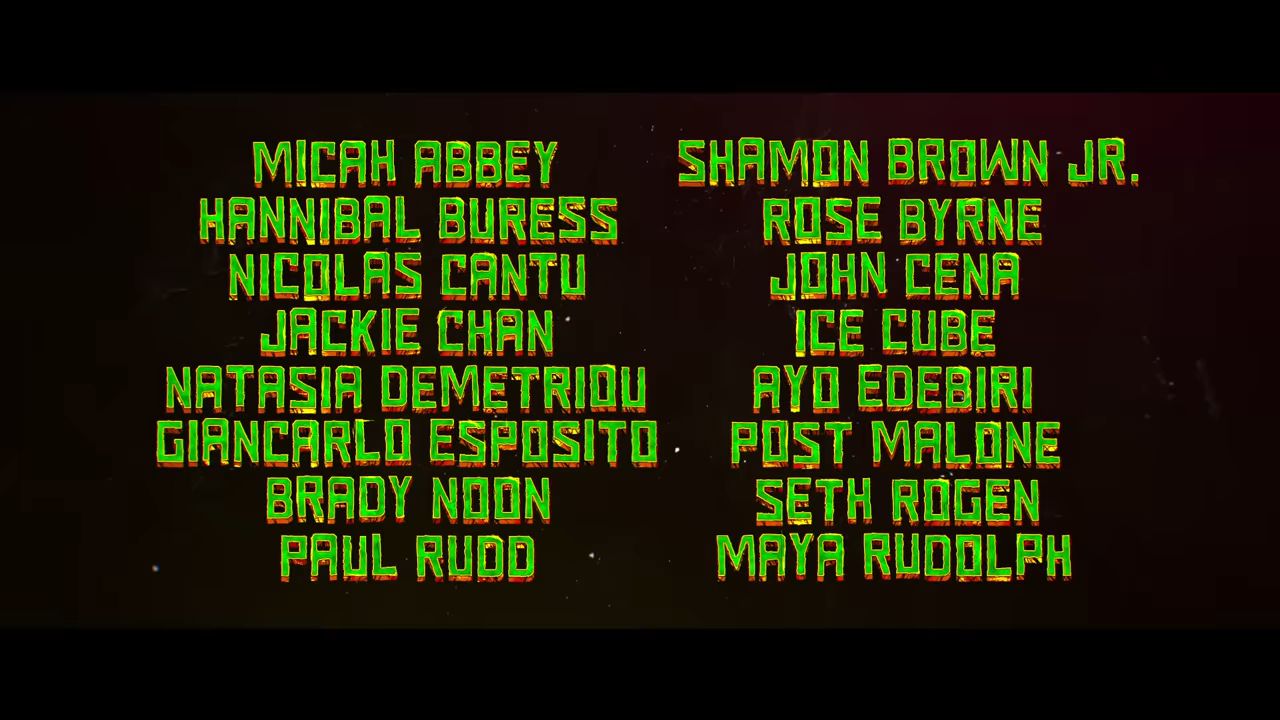 MICAH ABBEY
SHAMON BROWN JR.
HANNIBAL BURESS
ROSE BYRNE
NICOLAS CANTU
JOHN CENA
JACKIE CHAN
ICE CUBE
NATASIA DEMETRIOU
AYO EDEBIRI
GIANCARLO ESPOSITO
POST MALONE
BRADY NOON
SETH ROGEN
PAUL RUDD
MAYA RUDOLPH